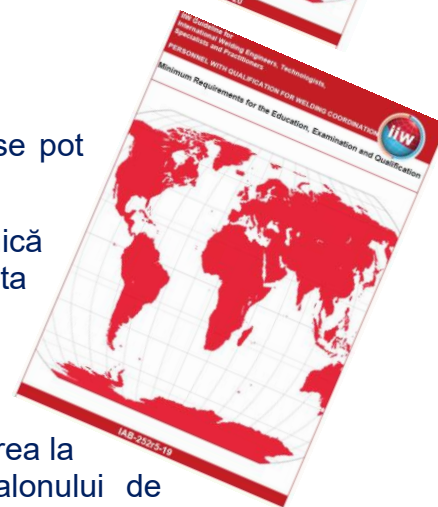 IIW Guideline for
International Welding Engineers, Technologists,
Specialists and Practitioners
PERSONNEL WITH QUALIFICATION FOR WELDING COORDINATION
Minimum Requirements for the Education, Examination and Qualification
iiw
se pot
ică
ta
rea la
alonului de
IAB-252r5-19